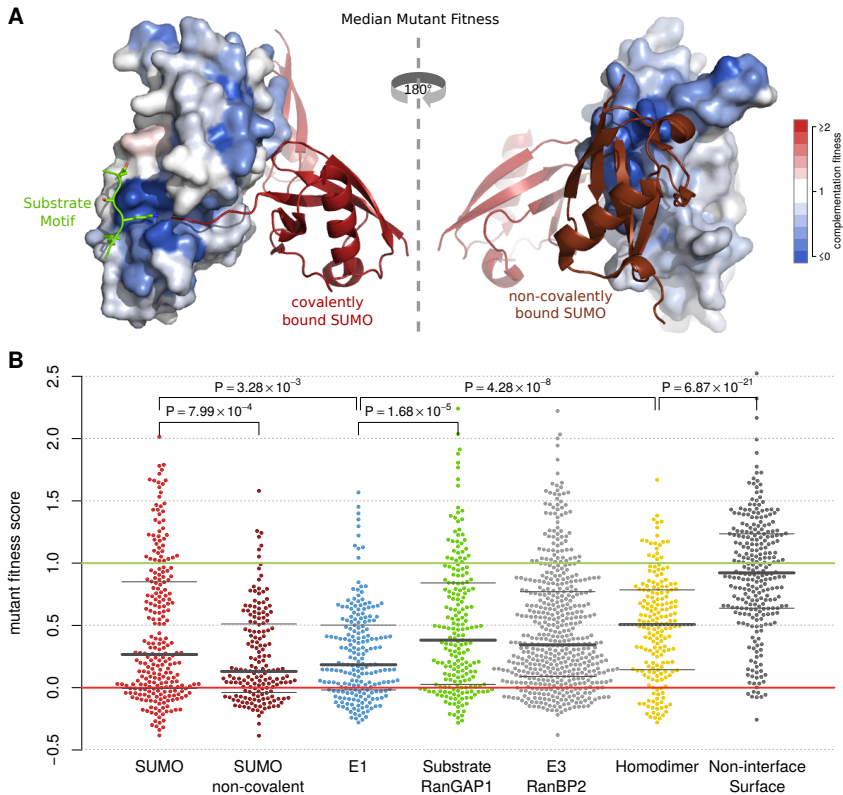 A
Median Mutant Fitness
180°
Substrate
Motif
covalently
bound SUMO
non-covalently
bound SUMO
≥2
1
≤0
complementation fitness
B
mutant fitness score
2.5
2.0
1.5
1.0
0.5
0.0
−0.5
P = 3.28 × 10⁻³
P = 4.28 × 10⁻⁸
P = 6.87 × 10⁻²¹
P = 7.99 × 10⁻⁴
P = 1.68 × 10⁻⁵
SUMO
SUMO
non-covalent
E1
Substrate
RanGAP1
E3
RanBP2
Homodimer
Non-interface
Surface